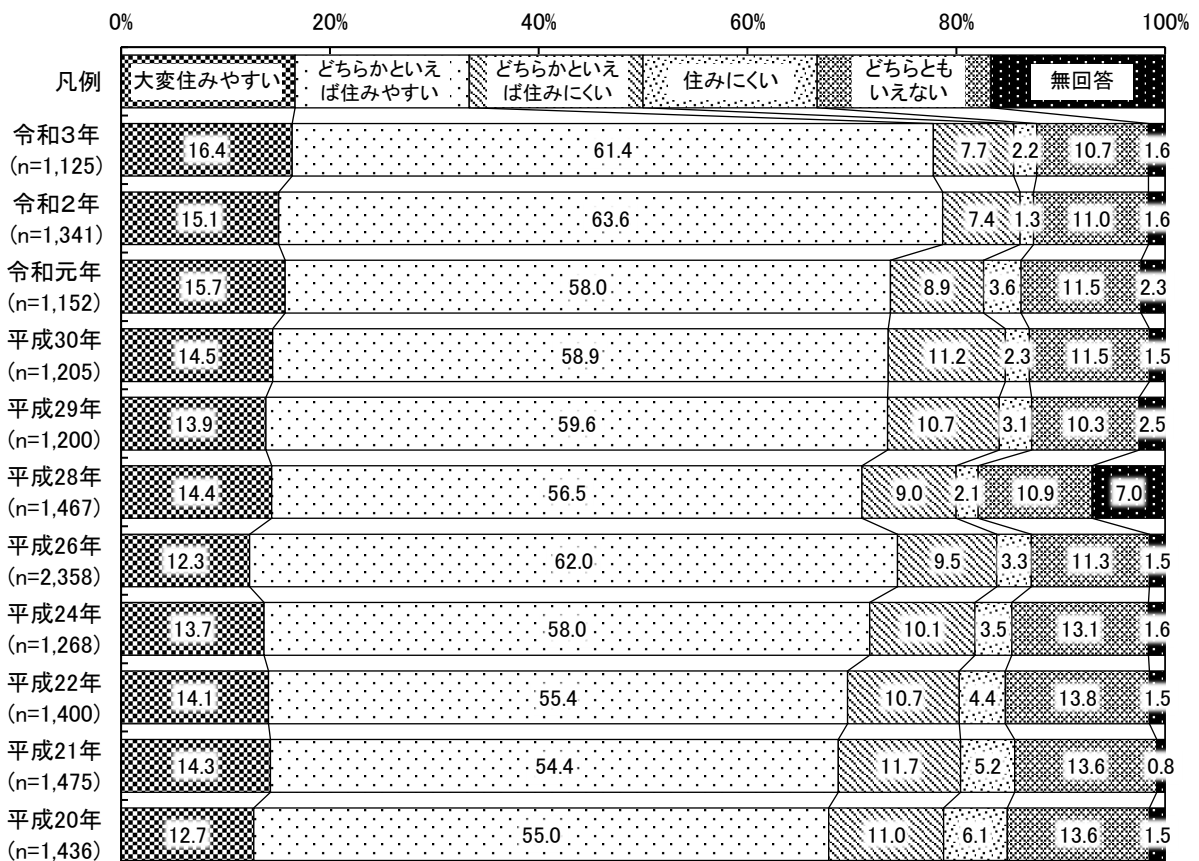 0% 20% 40% 60% 80% 100%
凡例
大変住みやすい
どちらかといえ
ば住みやすい
どちらかといえ
ば住みにくい
住みにくい
どちらとも
いえない
無回答
令和3年
(n=1,125)
16.4 61.4 7.7 2.2 10.7 1.6
令和2年
(n=1,341)
15.1 63.6 7.4 1.3 11.0 1.6
令和元年
(n=1,152)
15.7 58.0 8.9 3.6 11.5 2.3
平成30年
(n=1,205)
14.5 58.9 11.2 2.3 11.5 1.5
平成29年
(n=1,200)
13.9 59.6 10.7 3.1 10.3 2.5
平成28年
(n=1,467)
14.4 56.5 9.0 2.1 10.9 7.0
平成26年
(n=2,358)
12.3 62.0 9.5 3.3 11.3 1.5
平成24年
(n=1,268)
13.7 58.0 10.1 3.5 13.1 1.6
平成22年
(n=1,400)
14.1 55.4 10.7 4.4 13.8 1.5
平成21年
(n=1,475)
14.3 54.4 11.7 5.2 13.6 0.8
平成20年
(n=1,436)
12.7 55.0 11.0 6.1 13.6 1.5